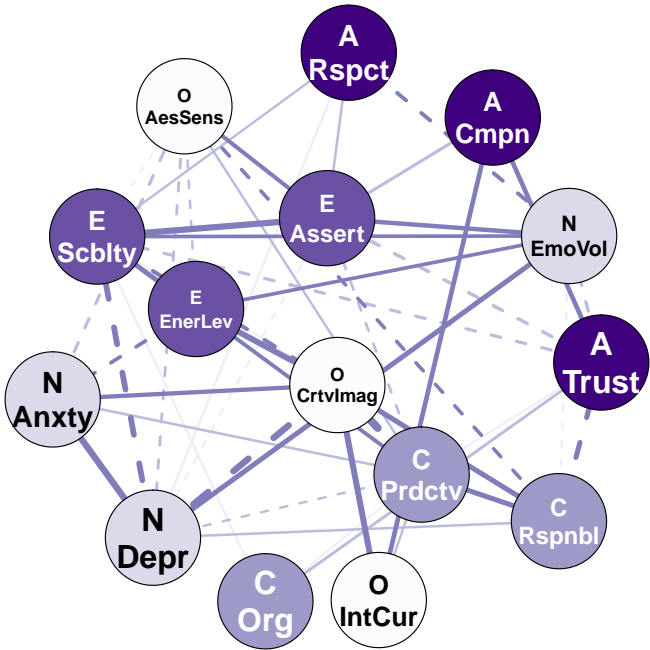 A
Rspct
O
AesSens
A
Cmpn
E
Assert
E
Scblty
N
EmoVol
E
EnerLev
A
Trust
O
CrtvImag
N
Anxty
C
Prdctv
C
Rspnbl
N
Depr
C
Org
O
IntCur